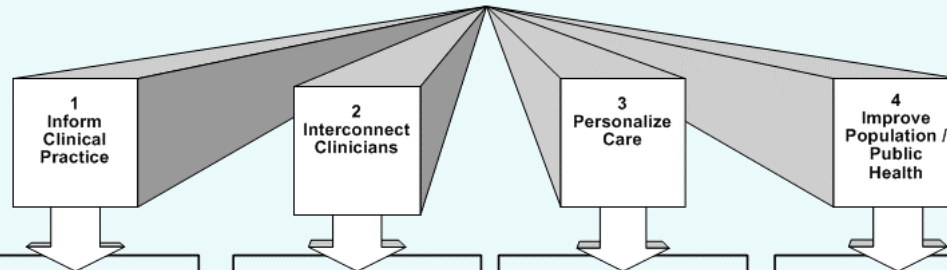 1
Inform
Clinical
Practice
2
Interconnect
Clinicians
3
Personalize
Care
4
Improve
Population /
Public
Health